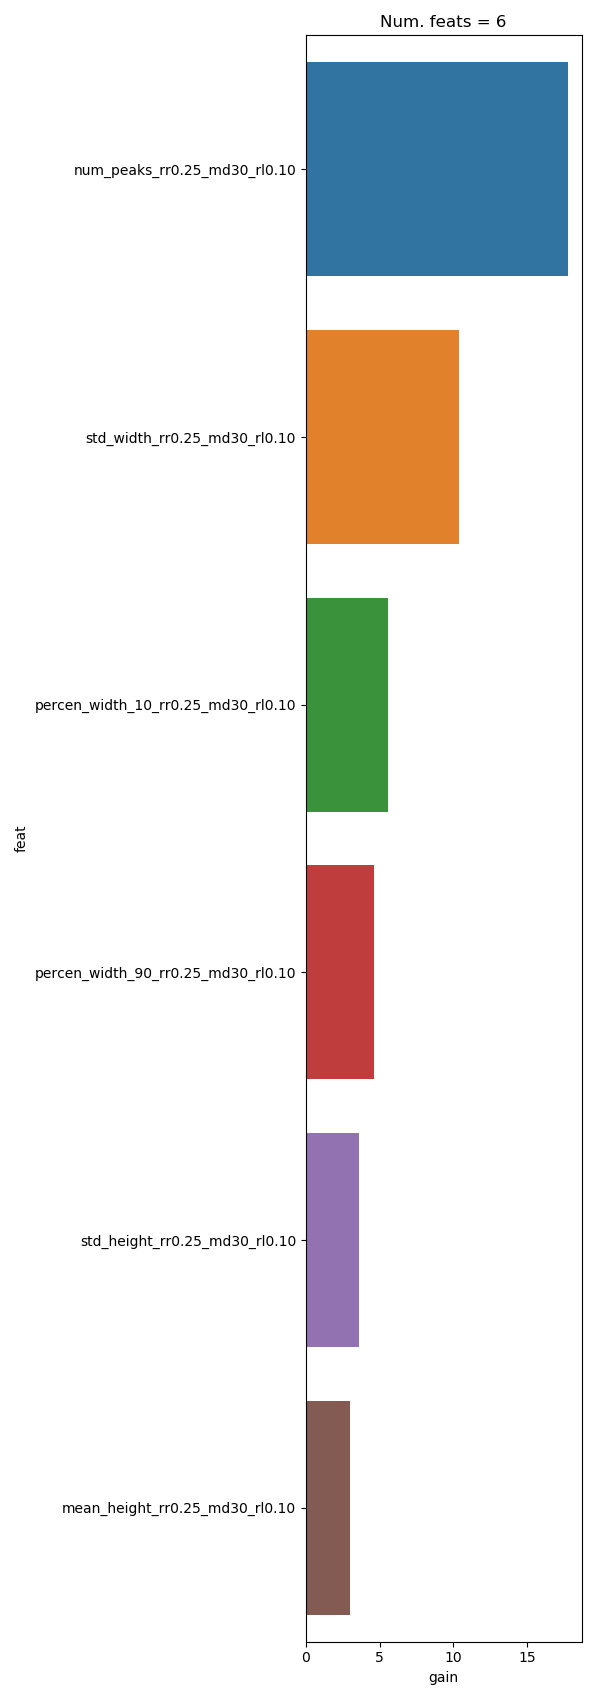 Num. feats = 6
num_peaks_rr0.25_md30_rl0.10
std_width_rr0.25_md30_rl0.10
percen_width_10_rr0.25_md30_rl0.10
feat
percen_width_90_rr0.25_md30_rl0.10
std_height_rr0.25_md30_rl0.10
mean_height_rr0.25_md30_rl0.10
0 5 10 15
gain